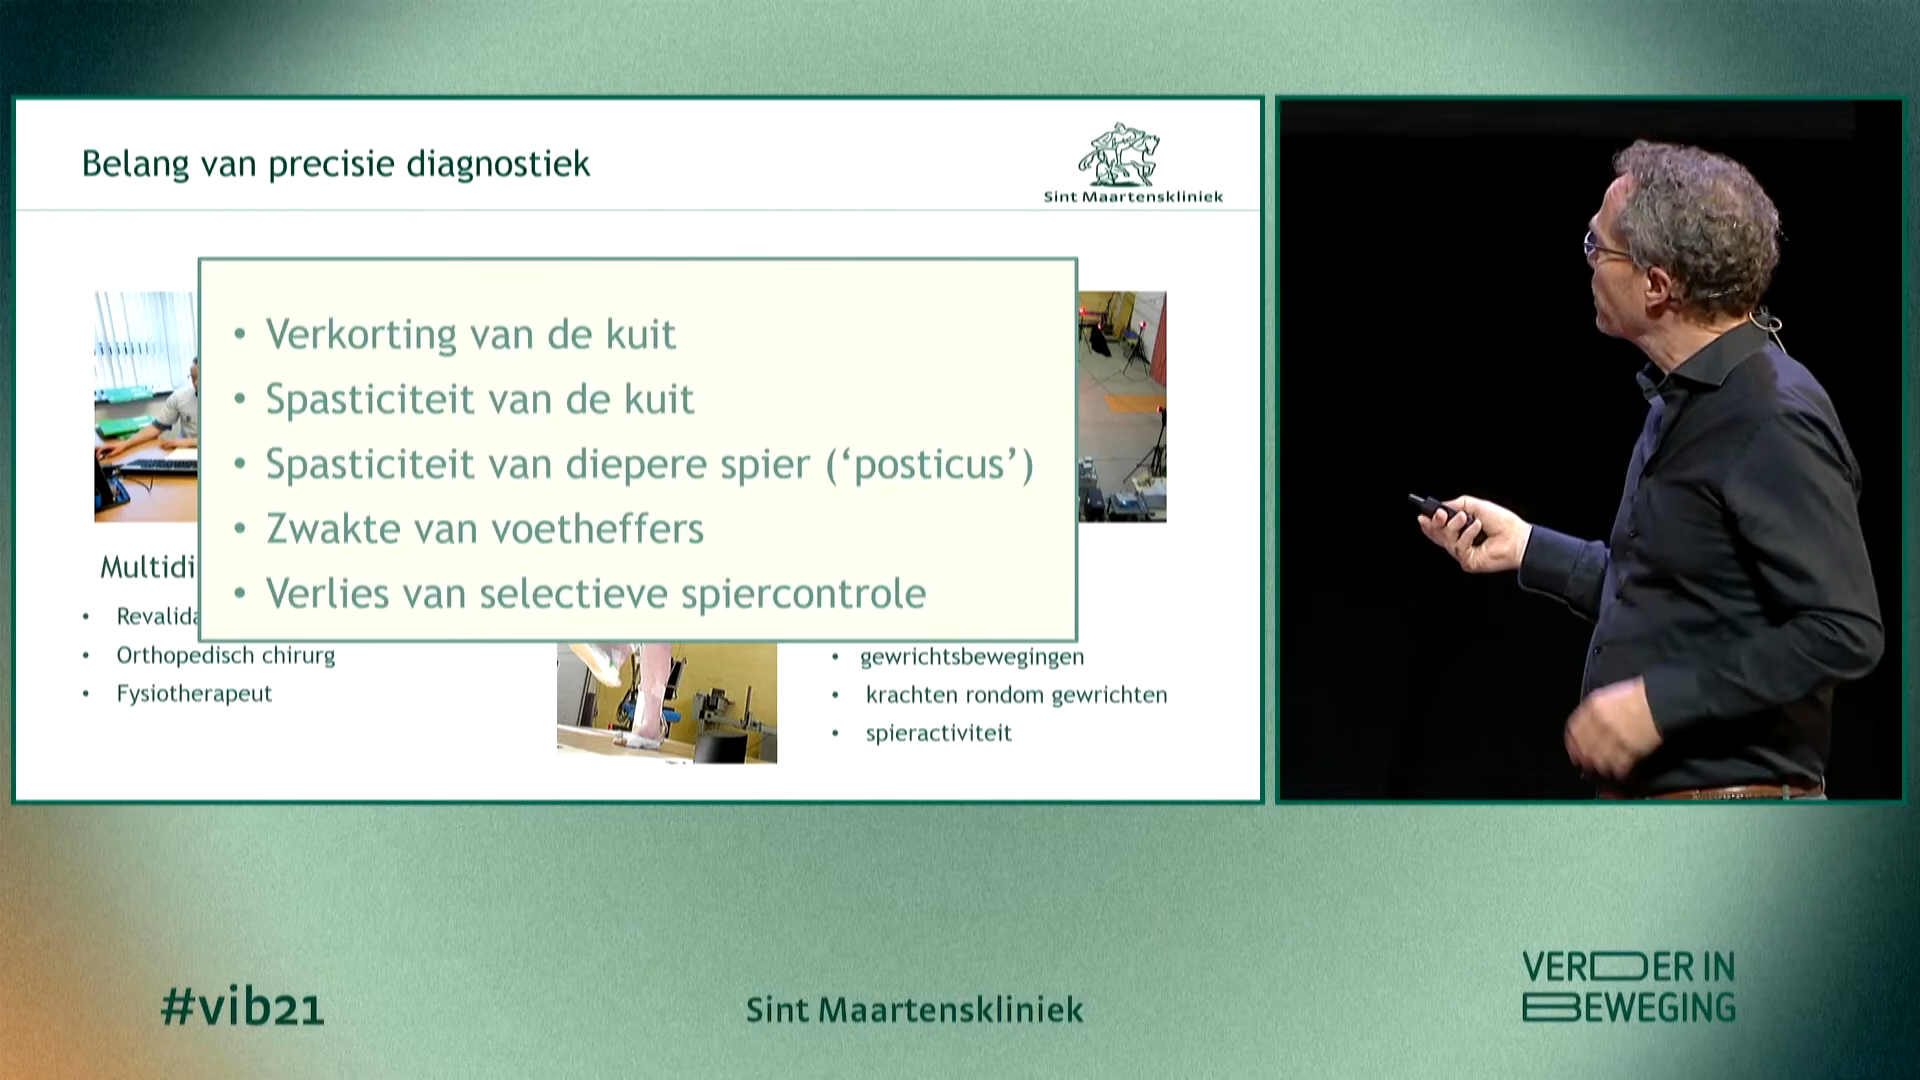 Belang van precisie diagnostiek
Sint Maartenskliniek
• Verkorting van de kuit
• Spasticiteit van de kuit
• Spasticiteit van diepere spier (‘posticus’)
• Zwakte van voetheffers
• Verlies van selectieve spiercontrole
• Orthopedisch chirurg
• Fysiotherapeut
• gewrichtsbewegingen
• krachten rondom gewrichten
• spieractiviteit
#vib21
Sint Maartenskliniek
VERDER IN
BEWEGING